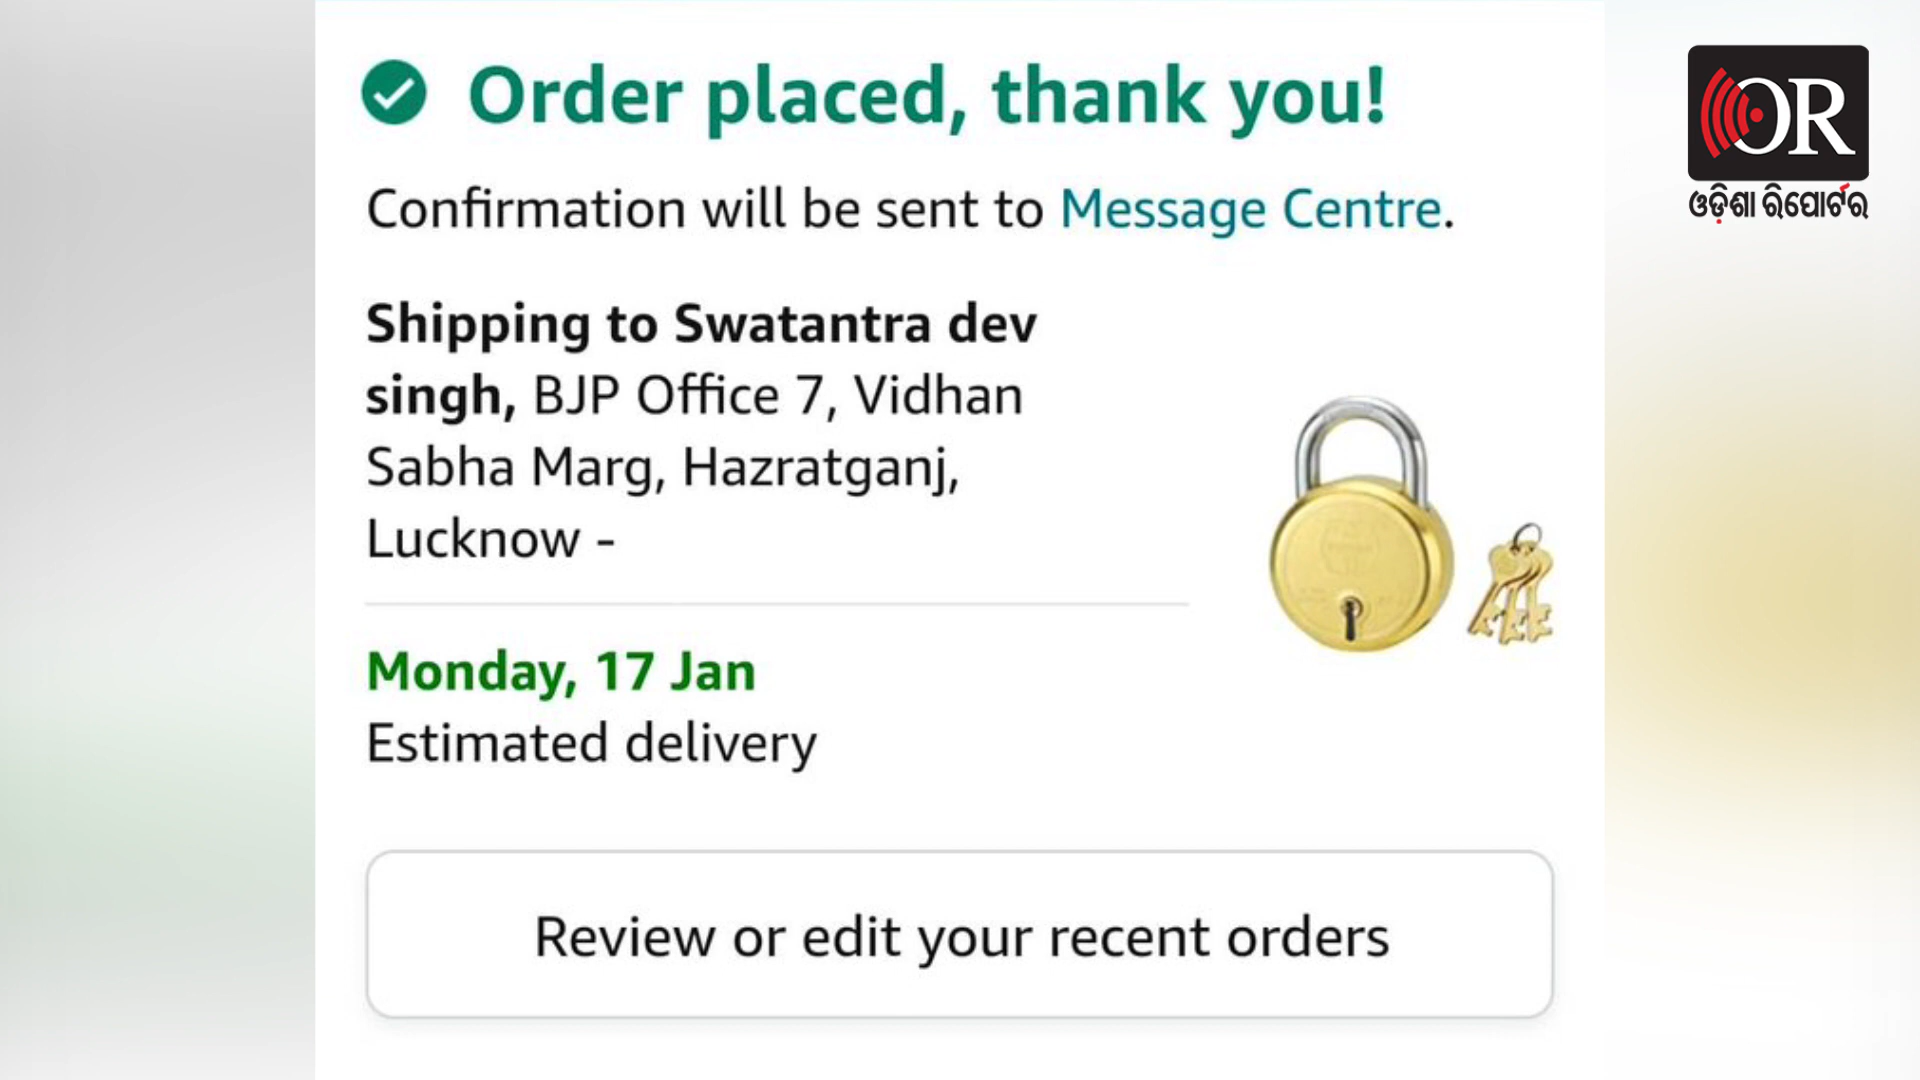 Order placed, thank you!
Confirmation will be sent to Message Centre.
Shipping to Swatantra dev
singh, BJP Office 7, Vidhan
Sabha Marg, Hazratganj,
Lucknow -
Monday, 17 Jan
Estimated delivery
Review or edit your recent orders
OR
ଓଡ଼ିଶା ରିପୋର୍ଟର